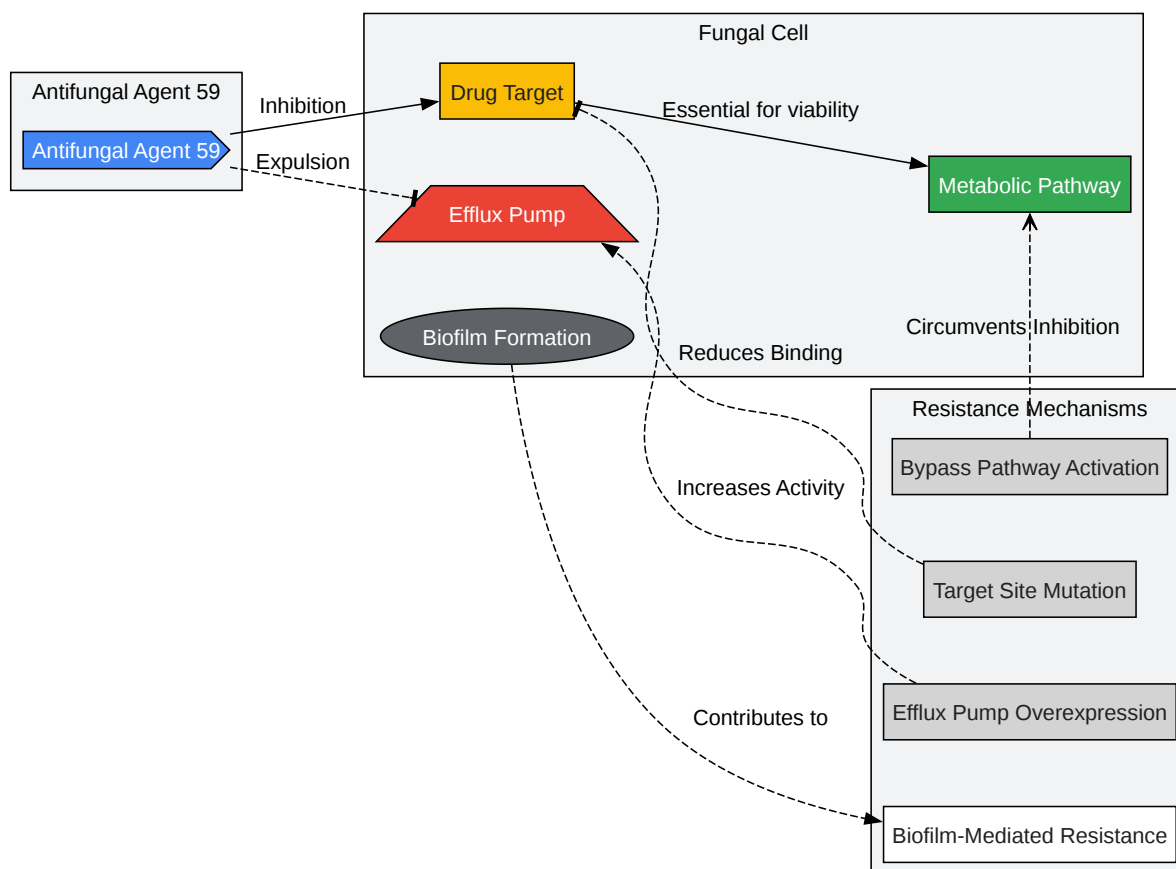 Fungal Cell
Antifungal Agent 59
Drug Target
Inhibition
Essential for viability
Antifungal Agent 59
Expulsion
Metabolic Pathway
Efflux Pump
Biofilm Formation
Circumvents Inhibition
Reduces Binding
Resistance Mechanisms
Bypass Pathway Activation
Increases Activity
Target Site Mutation
Efflux Pump Overexpression
Contributes to
Biofilm-Mediated Resistance